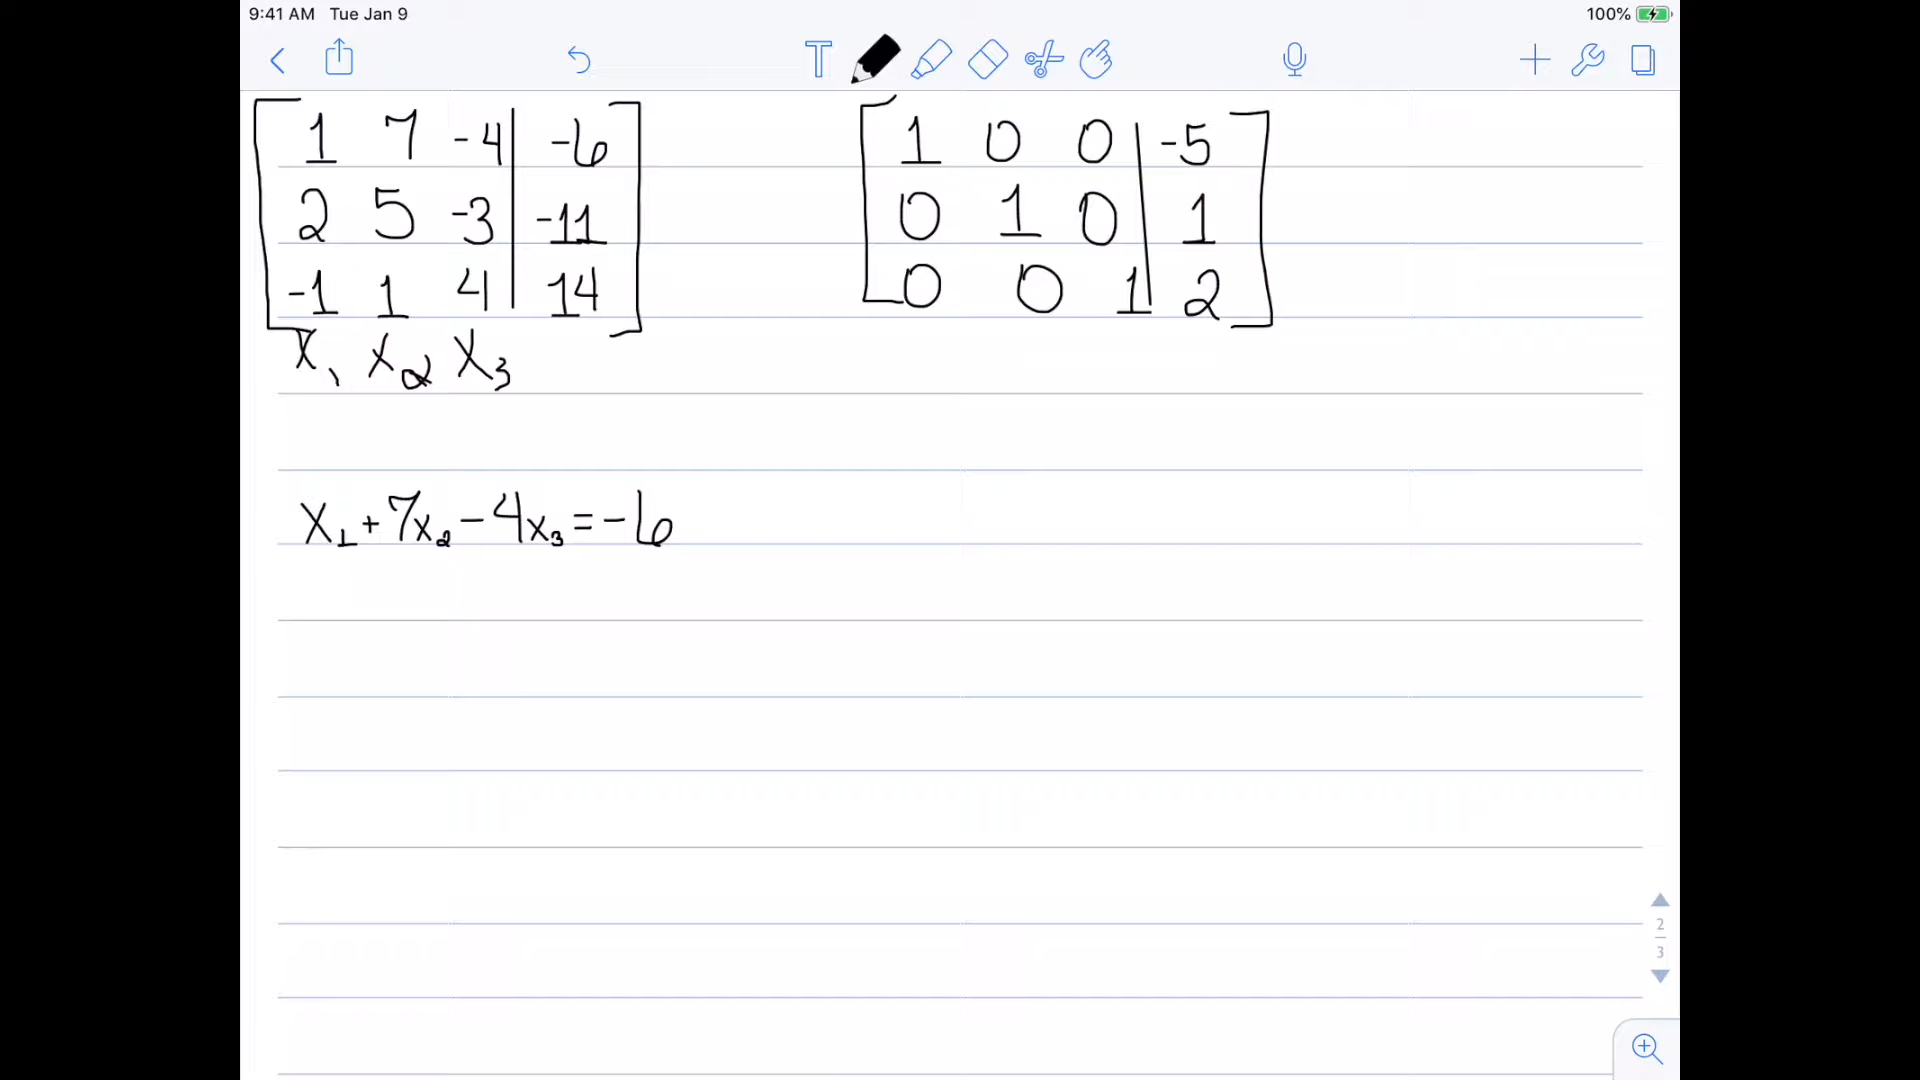 9:41 AM Tue Jan 9 100%
1 7 -4 | -6
2 5 -3 | -11
-1 1 4 | 14
x₁ x₂ x₃
1 0 0 | -5
0 1 0 | 1
0 0 1 | 2
x₁+7x₂-4x₃=-6
2
3